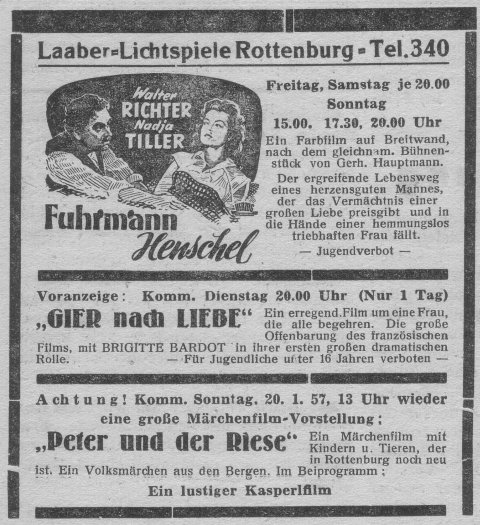 Laaber=Lichtspiele Rottenburg - Tel. 340
Walter
RICHTER
Nadja
TILLER
Fuhrmann
Henschel
Freitag, Samstag je 20.00
Sonntag
15.00, 17.30, 20.00 Uhr
Ein Farbfilm auf Breitwand,
nach dem gleichnam. Bühnen-
stück von Gerh. Hauptmann.
Der ergreifende Lebensweg
eines herzensguten Mannes,
der das Vermächtnis einer
großen Liebe preisgibt und in
die Hände einer hemmungslos
triebhaften Frau fällt.
— Jugendverbot —
Voranzeige: Komm. Dienstag 20.00 Uhr (Nur 1 Tag)
„GIER nach LIEBE“ Ein erregend. Film um eine Frau,
die alle begehren. Die große
Offenbarung des französischen
Films, mit BRIGITTE BARDOT in ihrer ersten großen dramatischen
Rolle. — Für Jugendliche unter 16 Jahren verboten —
Achtung! Komm. Sonntag, 20. 1. 57, 13 Uhr wieder
eine große Märchenfilm-Vorstellung:
„Peter und der Riese“ Ein Märchenfilm mit
Kindern u. Tieren, der
in Rottenburg noch neu
ist. Ein Volksmärchen aus den Bergen. Im Beiprogramm:
Ein lustiger Kasperlfilm